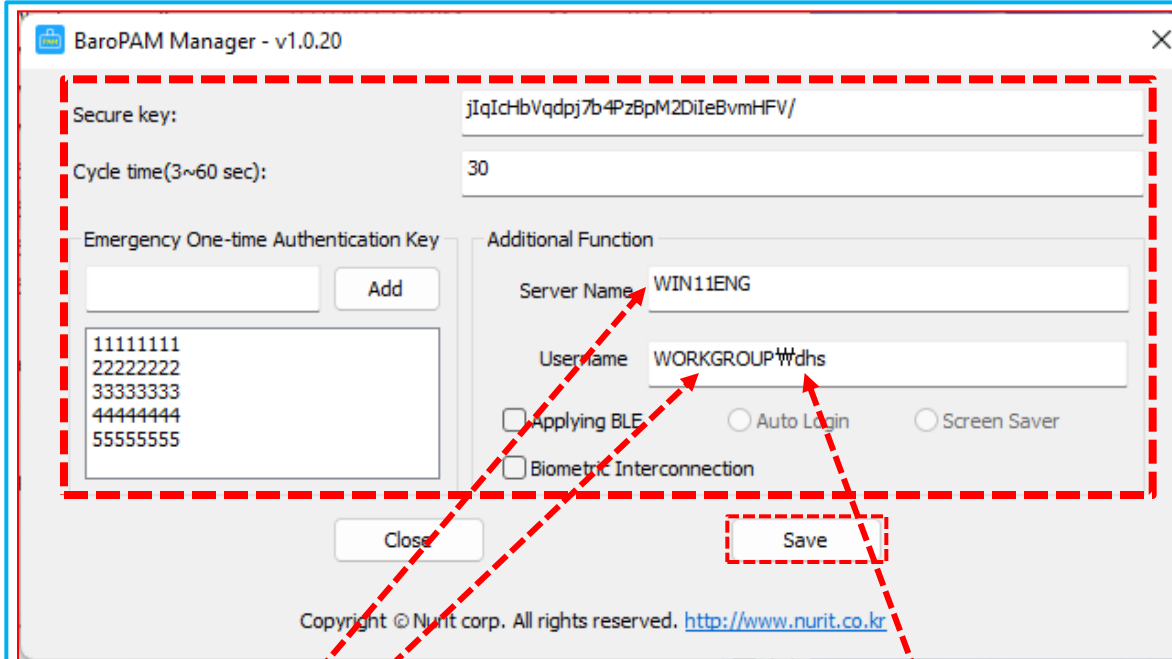 BaroPAM Manager - v1.0.20
Secure key:
jIqIcHbVqdpj7b4PzBpM2DiIeBvmHFV/
Cycle time(3~60 sec):
30
Emergency One-time Authentication Key
Add
11111111
22222222
33333333
44444444
55555555
Additional Function
Server Name
WIN11ENG
Username
WORKGROUP₩dhs
Applying BLE
Auto Login
Screen Saver
Biometric Interconnection
Close
Save
Copyright © Nurit corp. All rights reserved. http://www.nurit.co.kr